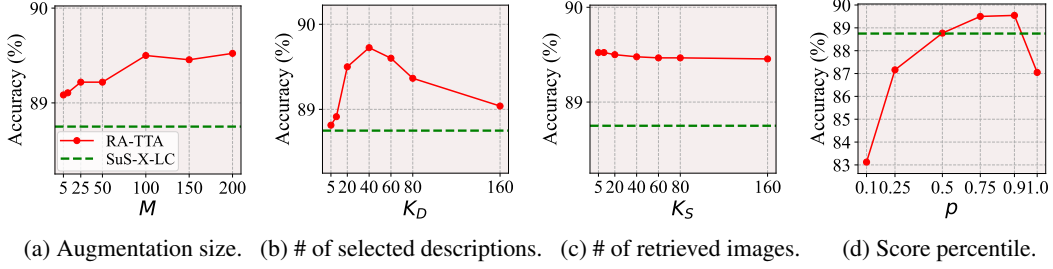 Accuracy (%)
90
89
RA-TTA
SuS-X-LC
5 25 50 100 150 200
M
(a) Augmentation size.
Accuracy (%)
90
89
5 20 40 60 80 160
K_D
(b) # of selected descriptions.
Accuracy (%)
90
89
5 20 40 60 80 160
K_S
(c) # of retrieved images.
Accuracy (%)
90
89
88
87
86
85
84
83
0.1 0.25 0.5 0.75 0.9 1.0
p
(d) Score percentile.